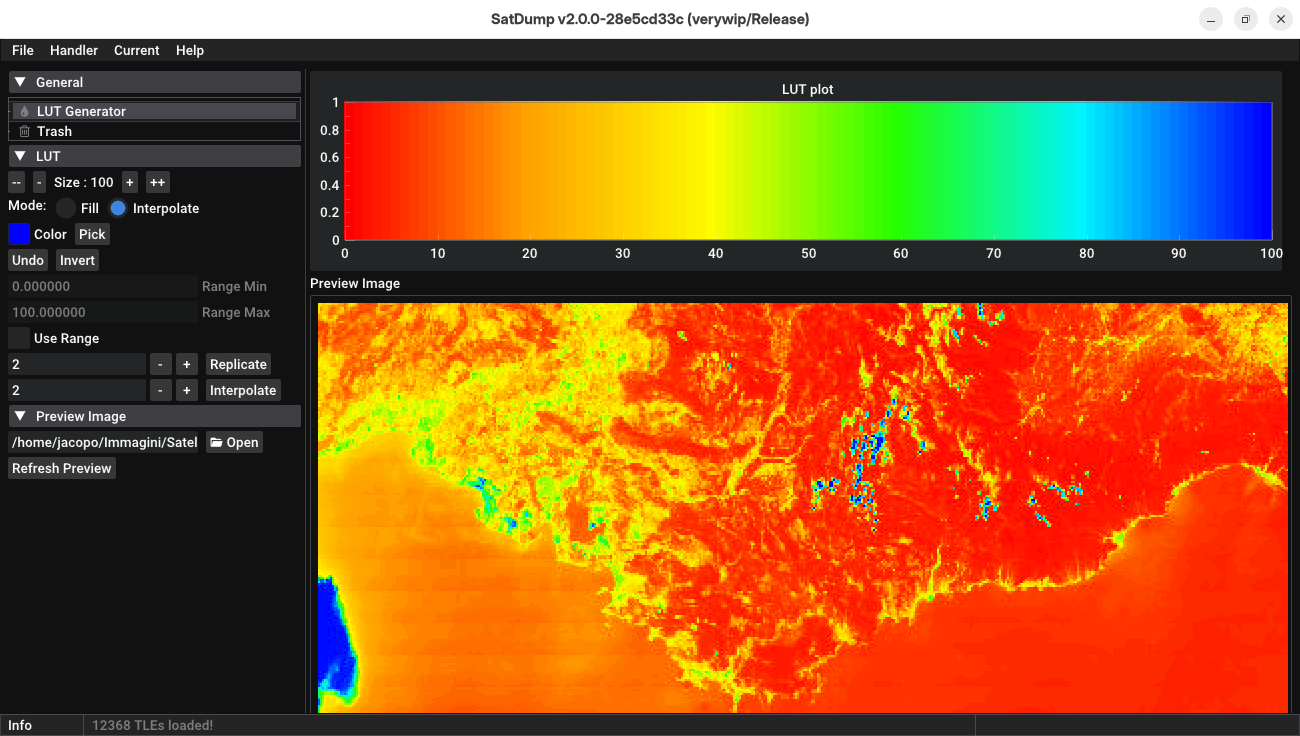 SatDump v2.0.0-28e5cd33c (verywip/Release)
File Handler Current Help
General
LUT Generator
Trash
LUT
-- - Size : 100 + ++
Mode: Fill Interpolate
Color Pick
Undo Invert
0.000000 Range Min
100.000000 Range Max
Use Range
2 - + Replicate
2 - + Interpolate
Preview Image
/home/jacopo/Immagini/Satel Open
Refresh Preview
LUT plot
1
0.8
0.6
0.4
0.2
0
0 10 20 30 40 50 60 70 80 90 100
Preview Image
Info 12368 TLEs loaded!